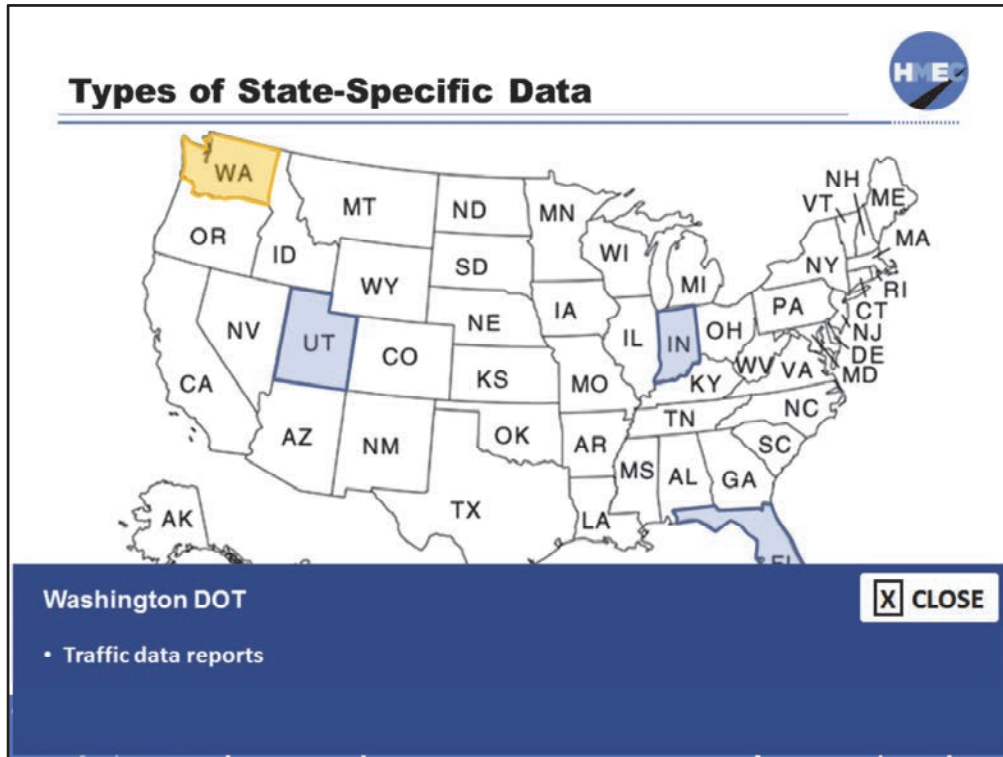 HMEC
Types of State-Specific Data
WA
MT
ND
MN
OR
ID
WY
SD
WI
MI
NY
VT
NH
ME
MA
RI
CT
NJ
DE
MD
PA
NV
UT
CO
NE
IA
IL
IN
OH
WV
VA
CA
KS
MO
KY
NC
TN
AZ
NM
OK
AR
SC
MS
AL
GA
TX
LA
AK
FL
Washington DOT
X CLOSE
• Traffic data reports